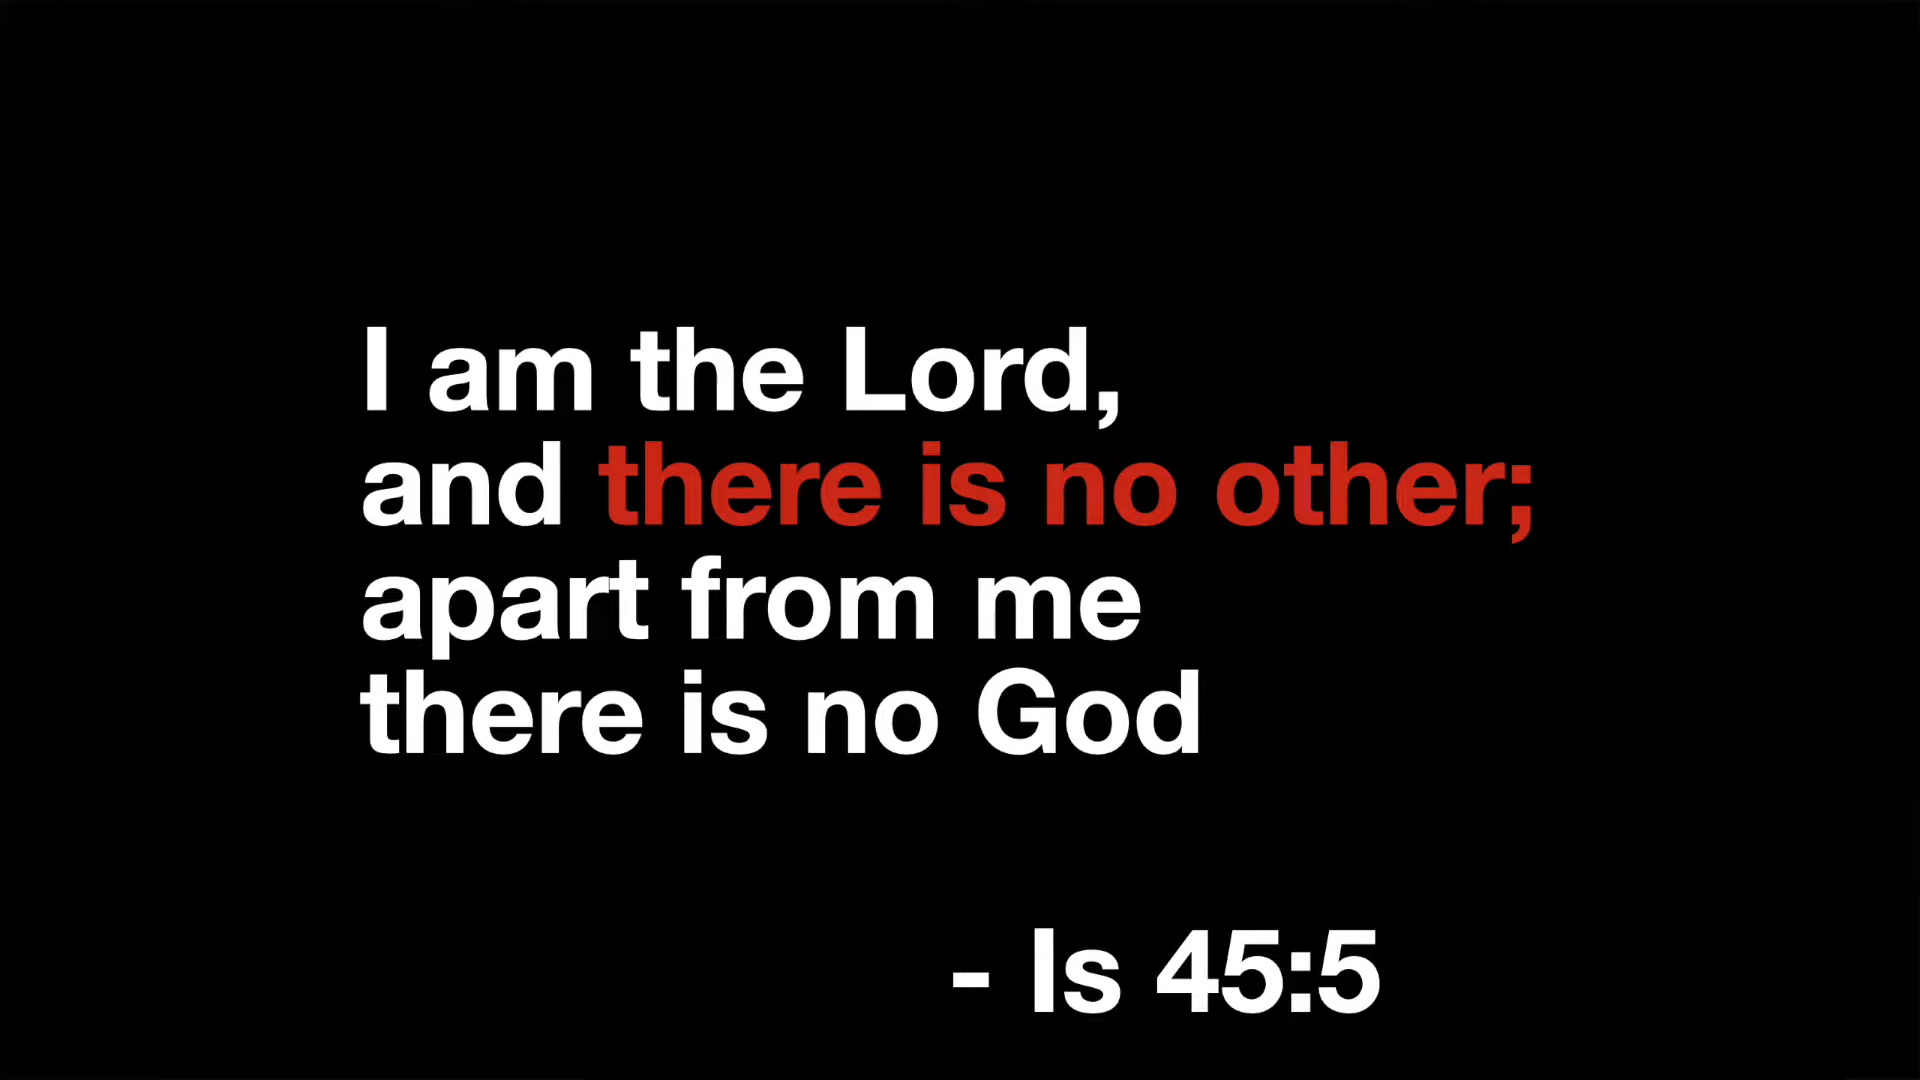 I am the Lord,
and there is no other;
apart from me
there is no God
- Is 45:5